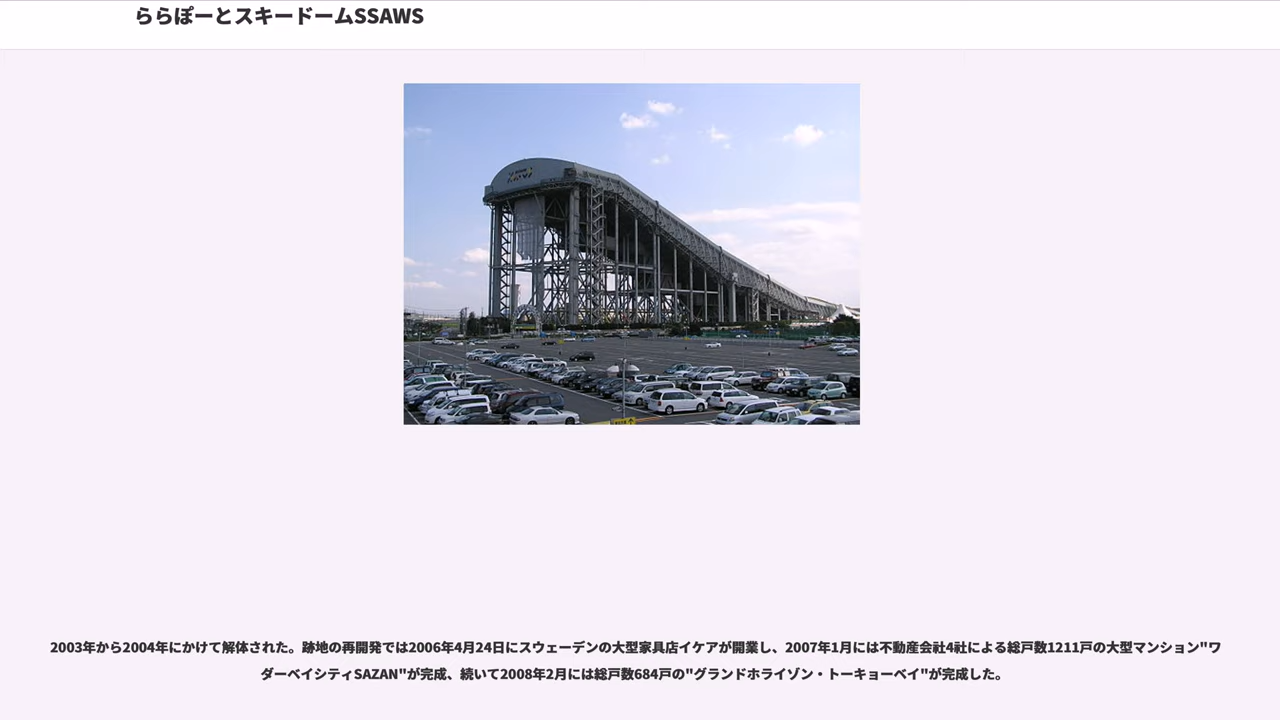 ららぽーとスキードームSSAWS
2003年から2004年にかけて解体された。跡地の再開発では2006年4月24日にスウェーデンの大型家具店イケアが開業し、2007年1月には不動産会社4社による総戸数1211戸の大型マンション"ワ
ダーベイシティSAZAN"が完成、続いて2008年2月には総戸数684戸の"グランドホライゾン・トーキョーベイ"が完成した。